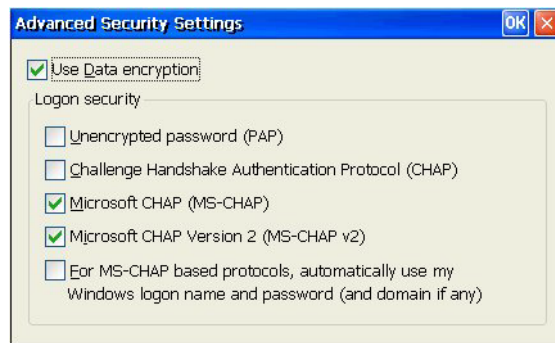 Advanced Security Settings OK
Use Data encryption
Logon security
Unencrypted password (PAP)
Challenge Handshake Authentication Protocol (CHAP)
Microsoft CHAP (MS-CHAP)
Microsoft CHAP Version 2 (MS-CHAP v2)
For MS-CHAP based protocols, automatically use my
Windows logon name and password (and domain if any)